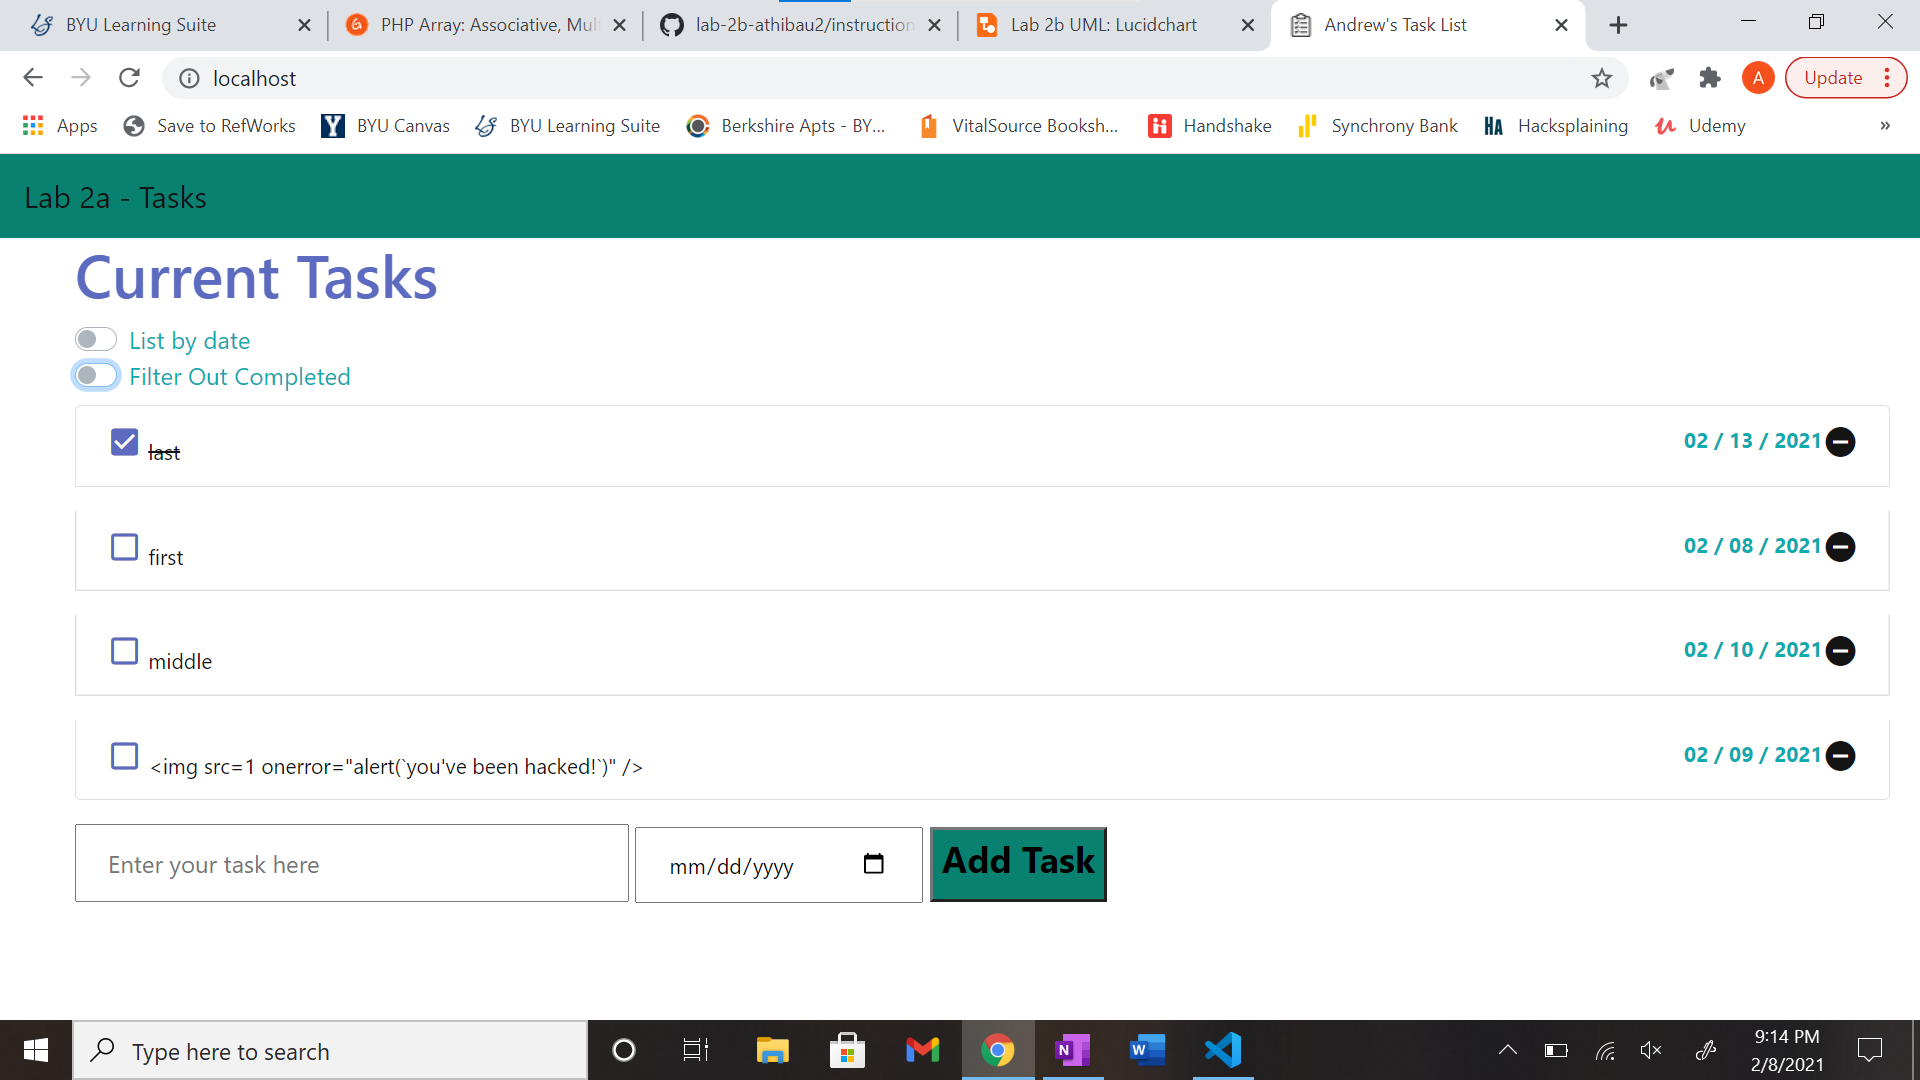 BYU Learning Suite
PHP Array: Associative, Mul
lab-2b-athibau2/instruction
Lab 2b UML: Lucidchart
Andrew's Task List
localhost
A
Update
Apps
Save to RefWorks
BYU Canvas
BYU Learning Suite
Berkshire Apts - BY...
VitalSource Booksh...
Handshake
Synchrony Bank
HA Hacksplaining
Udemy
»
Lab 2a - Tasks
Current Tasks
List by date
Filter Out Completed
last 02 / 13 / 2021
first 02 / 08 / 2021
middle 02 / 10 / 2021
<img src=1 onerror="alert(`you've been hacked!`)" /> 02 / 09 / 2021
Enter your task here
mm/dd/yyyy
Add Task
Type here to search
9:14 PM
2/8/2021